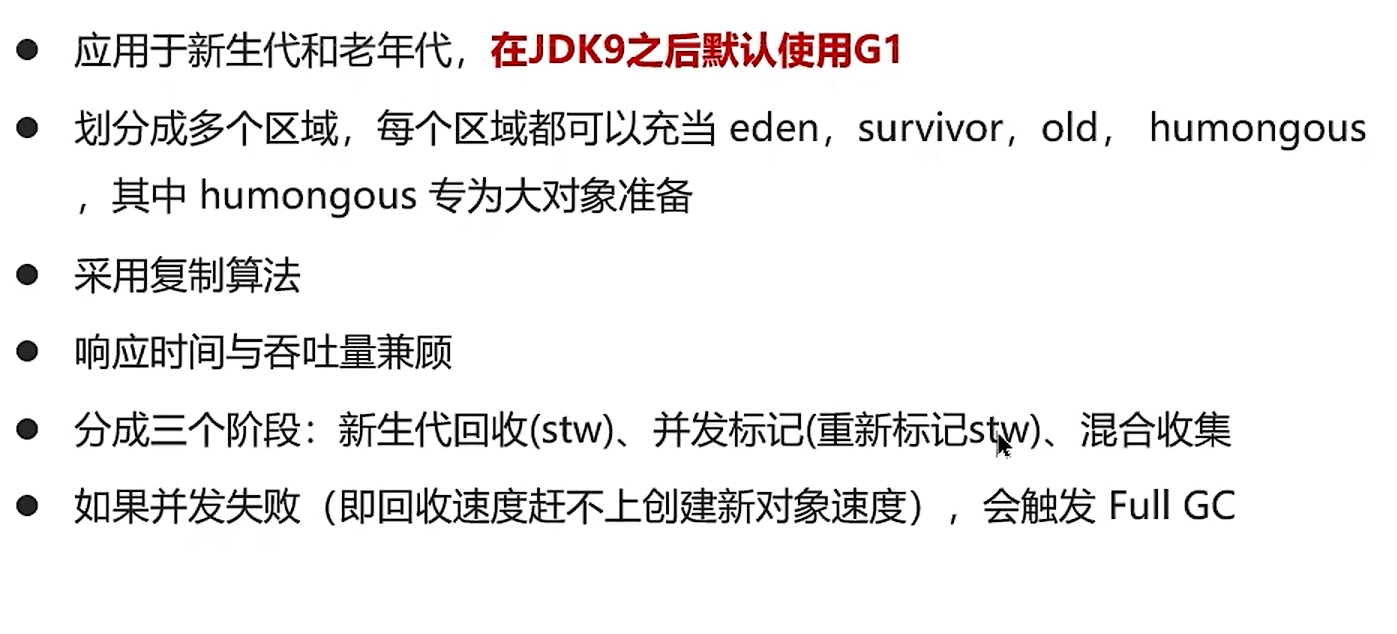 ● 应用于新生代和老年代，在JDK9之后默认使用G1
● 划分成多个区域，每个区域都可以充当 eden，survivor，old， humongous
，其中 humongous 专为大对象准备
● 采用复制算法
● 响应时间与吞吐量兼顾
● 分成三个阶段：新生代回收(stw)、并发标记(重新标记stw)、混合收集
● 如果并发失败（即回收速度赶不上创建新对象速度），会触发 Full GC